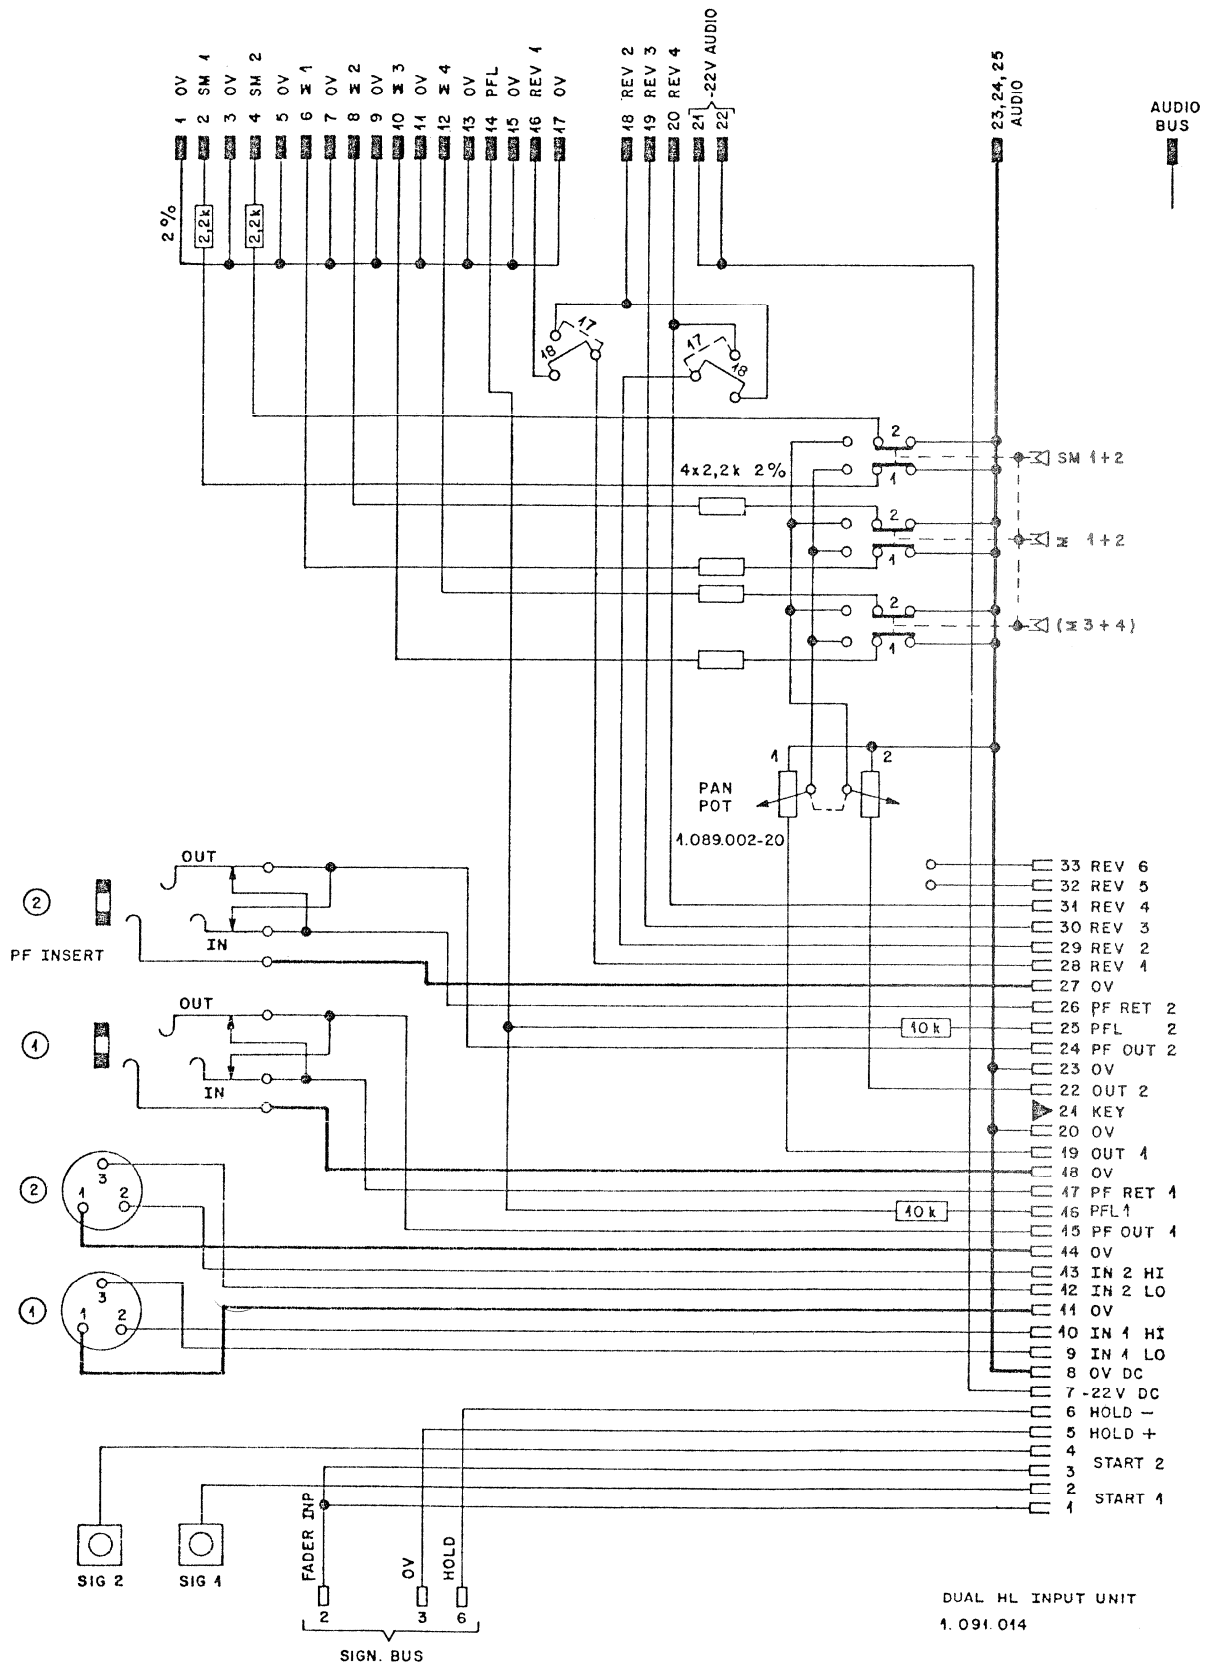 1 0V
2 SM 1
3 0V
4 SM 2
5 0V
6 Σ 1
7 0V
8 Σ 2
9 0V
10 Σ 3
11 0V
12 Σ 4
13 0V
14 PFL
15 0V
16 REV 1
17 0V
18 REV 2
19 REV 3
20 REV 4
21
22
-22V AUDIO
23, 24, 25
AUDIO
AUDIO
BUS
2%
2,2k
2,2k
17
18
17
18
2
1
SM 1+2
4x2,2k 2%
2
1
Σ 1+2
2
1
(Σ 3+4)
1
2
PAN
POT
1.089.002-20
OUT
2
IN
PF INSERT
OUT
1
IN
33 REV 6
32 REV 5
31 REV 4
30 REV 3
29 REV 2
28 REV 1
27 0V
26 PF RET 2
10k
25 PFL 2
24 PF OUT 2
23 0V
22 OUT 2
21 KEY
20 0V
19 OUT 1
18 0V
17 PF RET 1
10k
16 PFL 1
15 PF OUT 1
14 0V
13 IN 2 HI
12 IN 2 LO
11 0V
10 IN 1 HI
9 IN 1 LO
8 0V DC
7 -22V DC
6 HOLD -
5 HOLD +
4
3
START 2
2
1
START 1
2
3
1
2
1
3
1
2
SIG 2
SIG 1
FADER INP
0V
HOLD
2
3
6
SIGN. BUS
DUAL HL INPUT UNIT
1.091.014